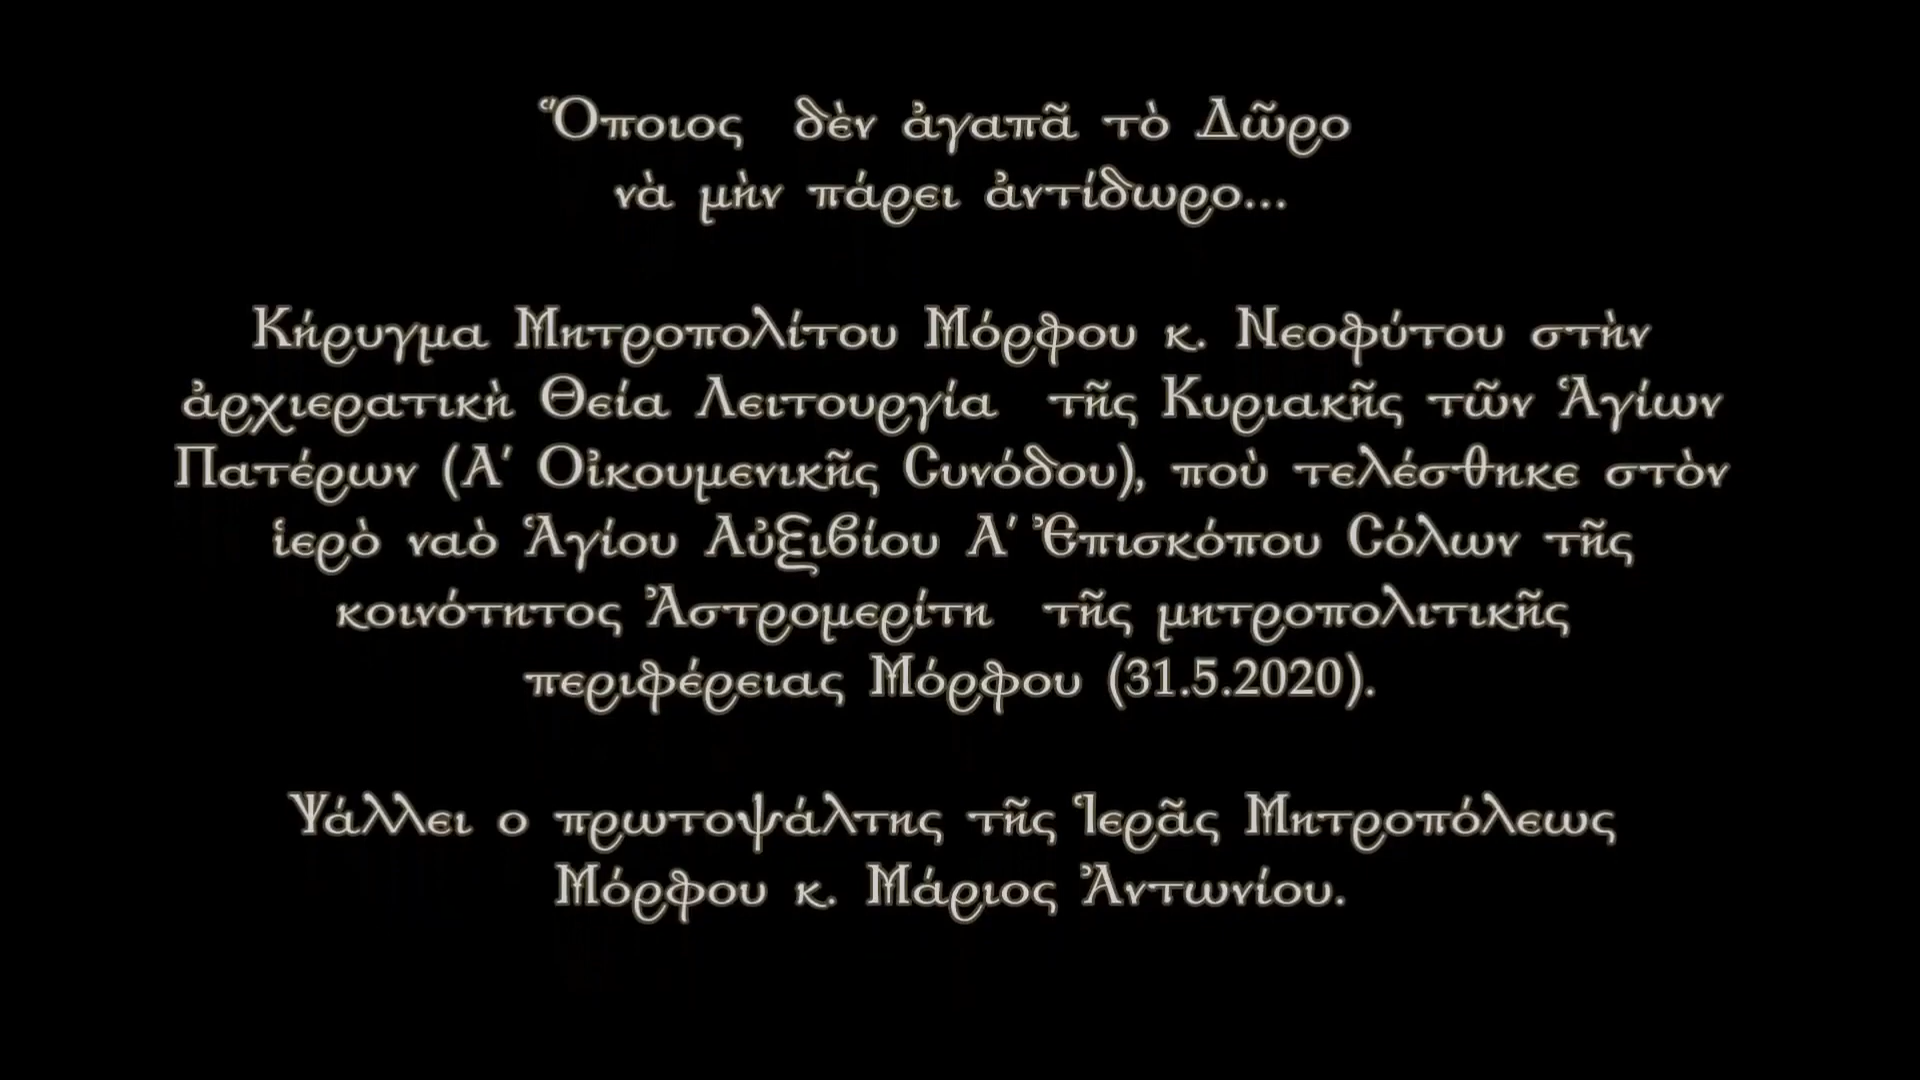 Ὅποιος δὲν ἀγαπᾶ τὸ Δῶρο
νὰ μὴν πάρει ἀντίδωρο...
Κήρυγμα Μητροπολίτου Μόρφου κ. Νεοφύτου στὴν
ἀρχιερατικὴ Θεία Λειτουργία τῆς Κυριακῆς τῶν Ἁγίων
Πατέρων (Α΄ Οἰκουμενικῆς Συνόδου), ποὺ τελέσθηκε στὸν
ἱερὸ ναὸ Ἁγίου Αὐξιβίου Α΄ Ἐπισκόπου Σόλων τῆς
κοινότητος Ἀστρομερίτη τῆς μητροπολιτικῆς
περιφέρειας Μόρφου (31.5.2020).
Ψάλλει ο πρωτοψάλτης τῆς Ἱερᾶς Μητροπόλεως
Μόρφου κ. Μάριος Ἀντωνίου.